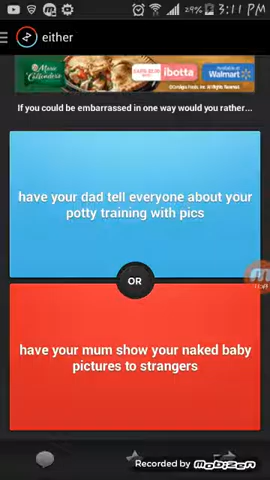 29% 3:11 PM
either
Marie Callender's
ibotta
Walmart
If you could be embarrassed in one way would you rather...
have your dad tell everyone about your
potty training with pics
OR
have your mum show your naked baby
pictures to strangers
Recorded by Mobizen